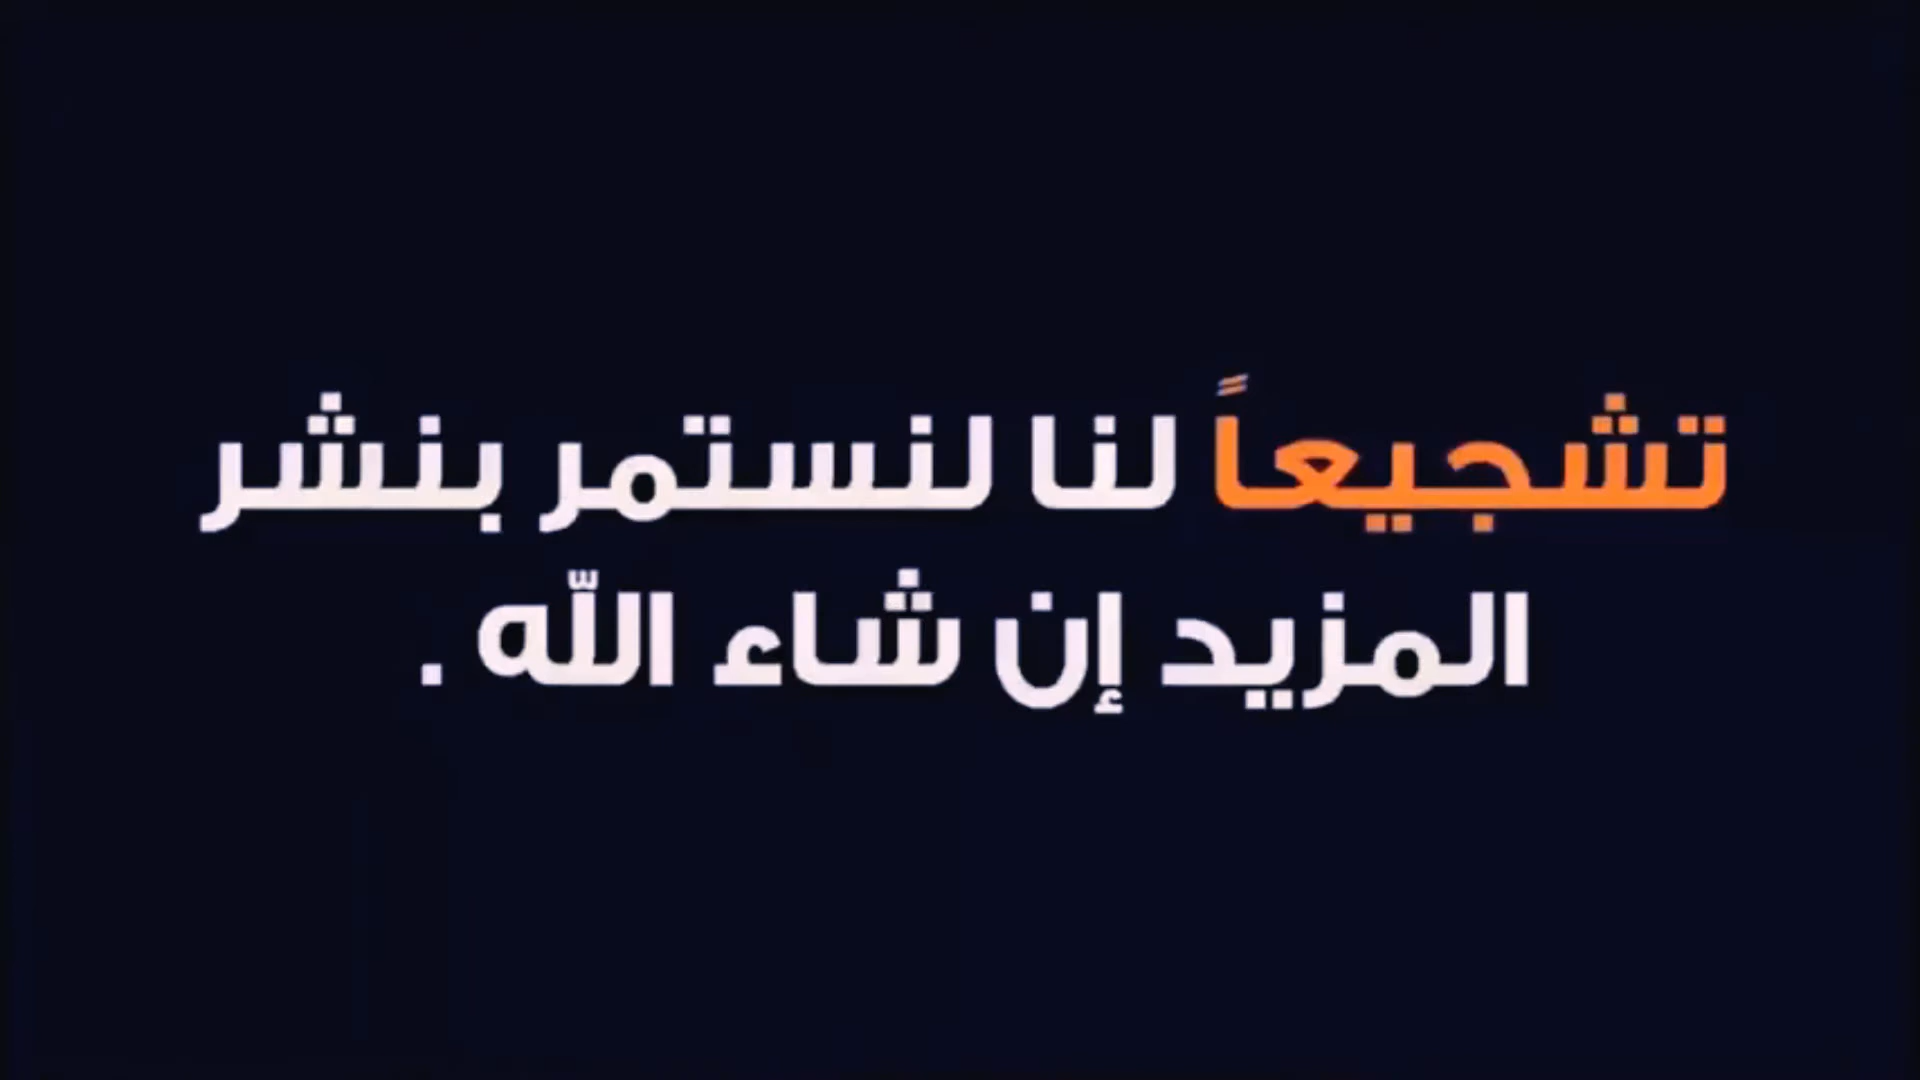 تشجيعاً لنا لنستمر بنشر
المزيد إن شاء اللّه .